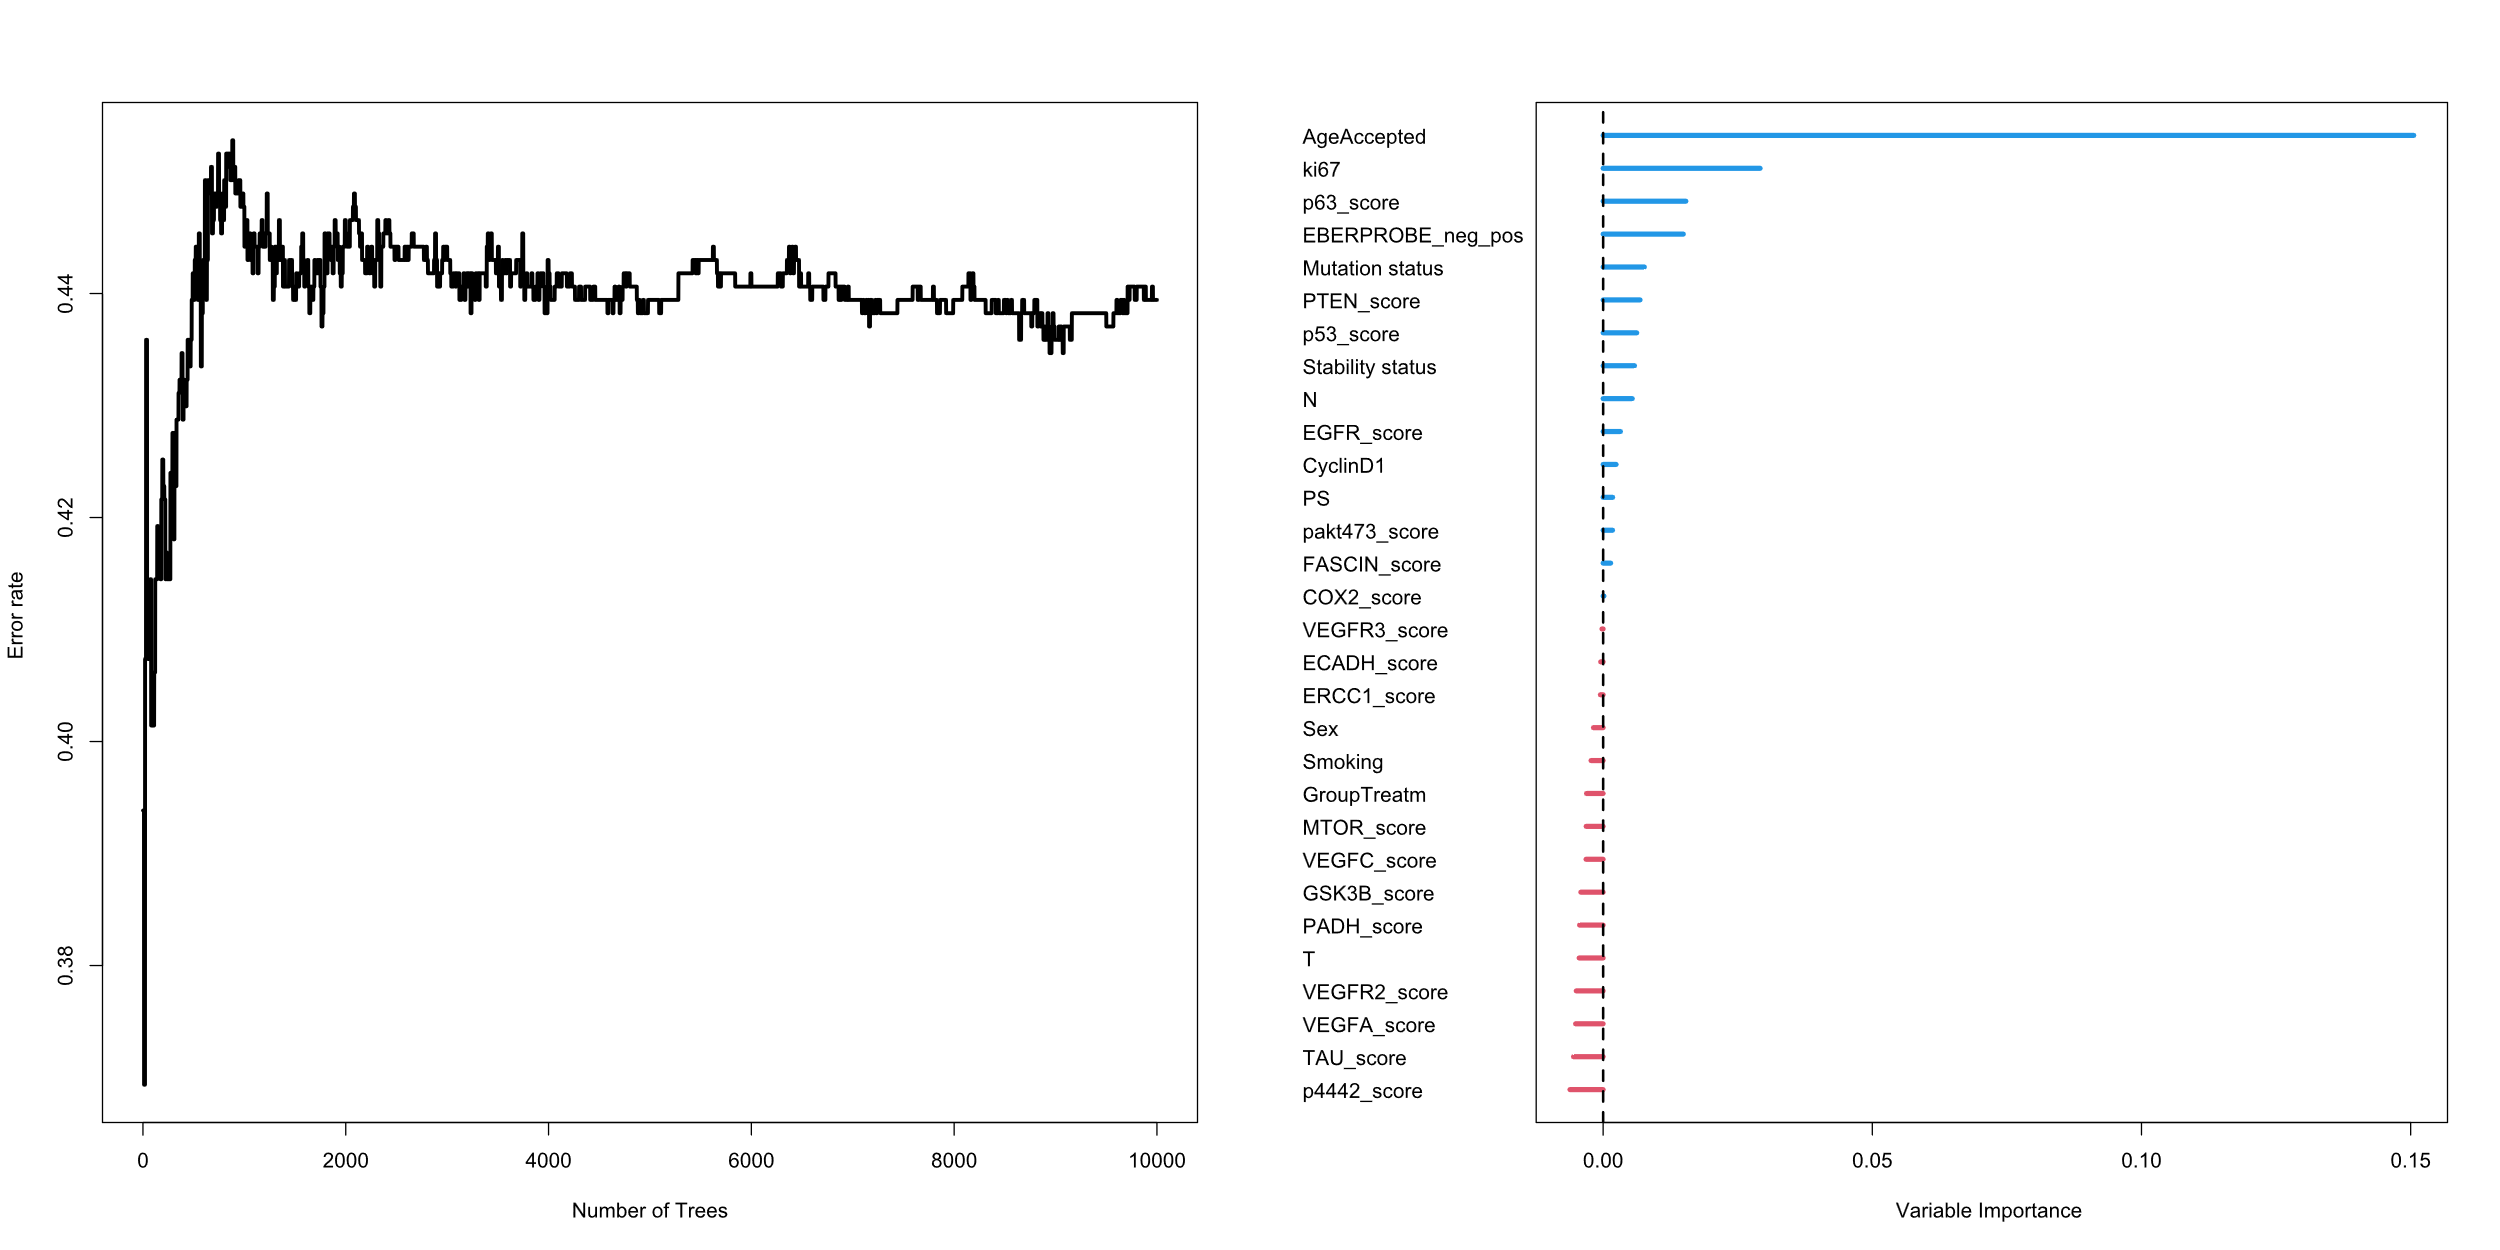 Error rate
0.44
0.42
0.40
0.38
0 2000 4000 6000 8000 10000
Number of Trees
AgeAccepted
ki67
p63_score
EBERPROBE_neg_pos
Mutation status
PTEN_score
p53_score
Stability status
N
EGFR_score
CyclinD1
PS
pakt473_score
FASCIN_score
COX2_score
VEGFR3_score
ECADH_score
ERCC1_score
Sex
Smoking
GroupTreatm
MTOR_score
VEGFC_score
GSK3B_score
PADH_score
T
VEGFR2_score
VEGFA_score
TAU_score
p4442_score
0.00 0.05 0.10 0.15
Variable Importance